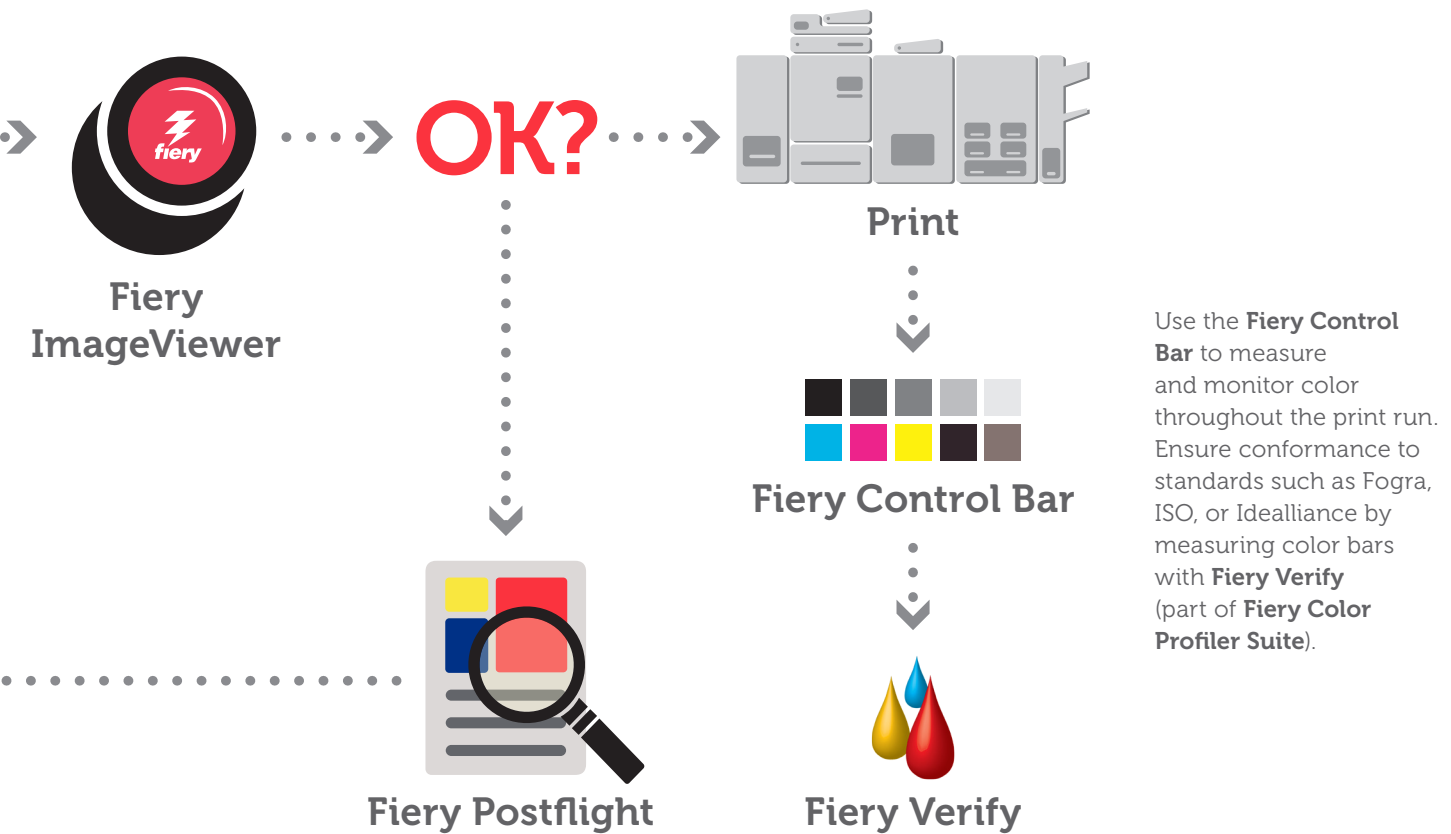 fiery
Fiery
ImageViewer
OK?
Print
Fiery Control Bar
Fiery Postflight
Fiery Verify
Use the Fiery Control
Bar to measure
and monitor color
throughout the print run.
Ensure conformance to
standards such as Fogra,
ISO, or Idealliance by
measuring color bars
with Fiery Verify
(part of Fiery Color
Profiler Suite).